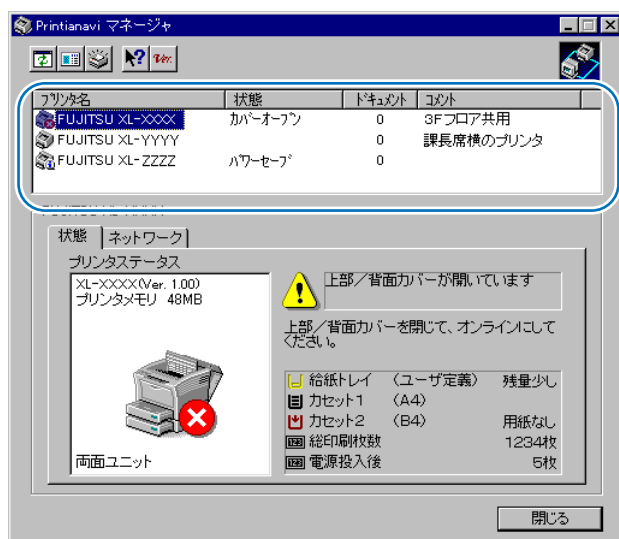 Printianavi マネージャ
Ver.
プリンタ名 状態 ドキュメント コメント
FUJITSU XL-XXXX カバーオープン 0 3Fフロア共用
FUJITSU XL-YYYY 0 課長席横のプリンタ
FUJITSU XL-ZZZZ パワーセーブ 0
状態 ネットワーク
プリンタステータス
XL-XXXX(Ver. 1.00)
プリンタメモリ 48MB
両面ユニット
上部/背面カバーが開いています
上部/背面カバーを閉じて、オンラインにして
ください。
給紙トレイ (ユーザ定義) 残量少し
カセット1 (A4)
カセット2 (B4) 用紙なし
総印刷枚数 1234枚
電源投入後 5枚
閉じる